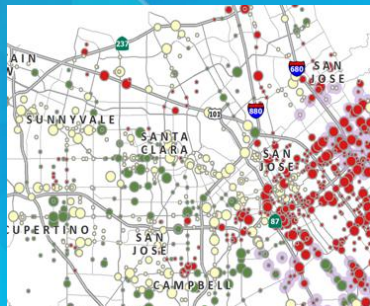 237
680
SAN
JOSE
AIN
W
SUNNYVALE
101
880
SANTA
CLARA
SAN
JOSE
87
CUPERTINO
SAN
JOSE
CAMPBELL